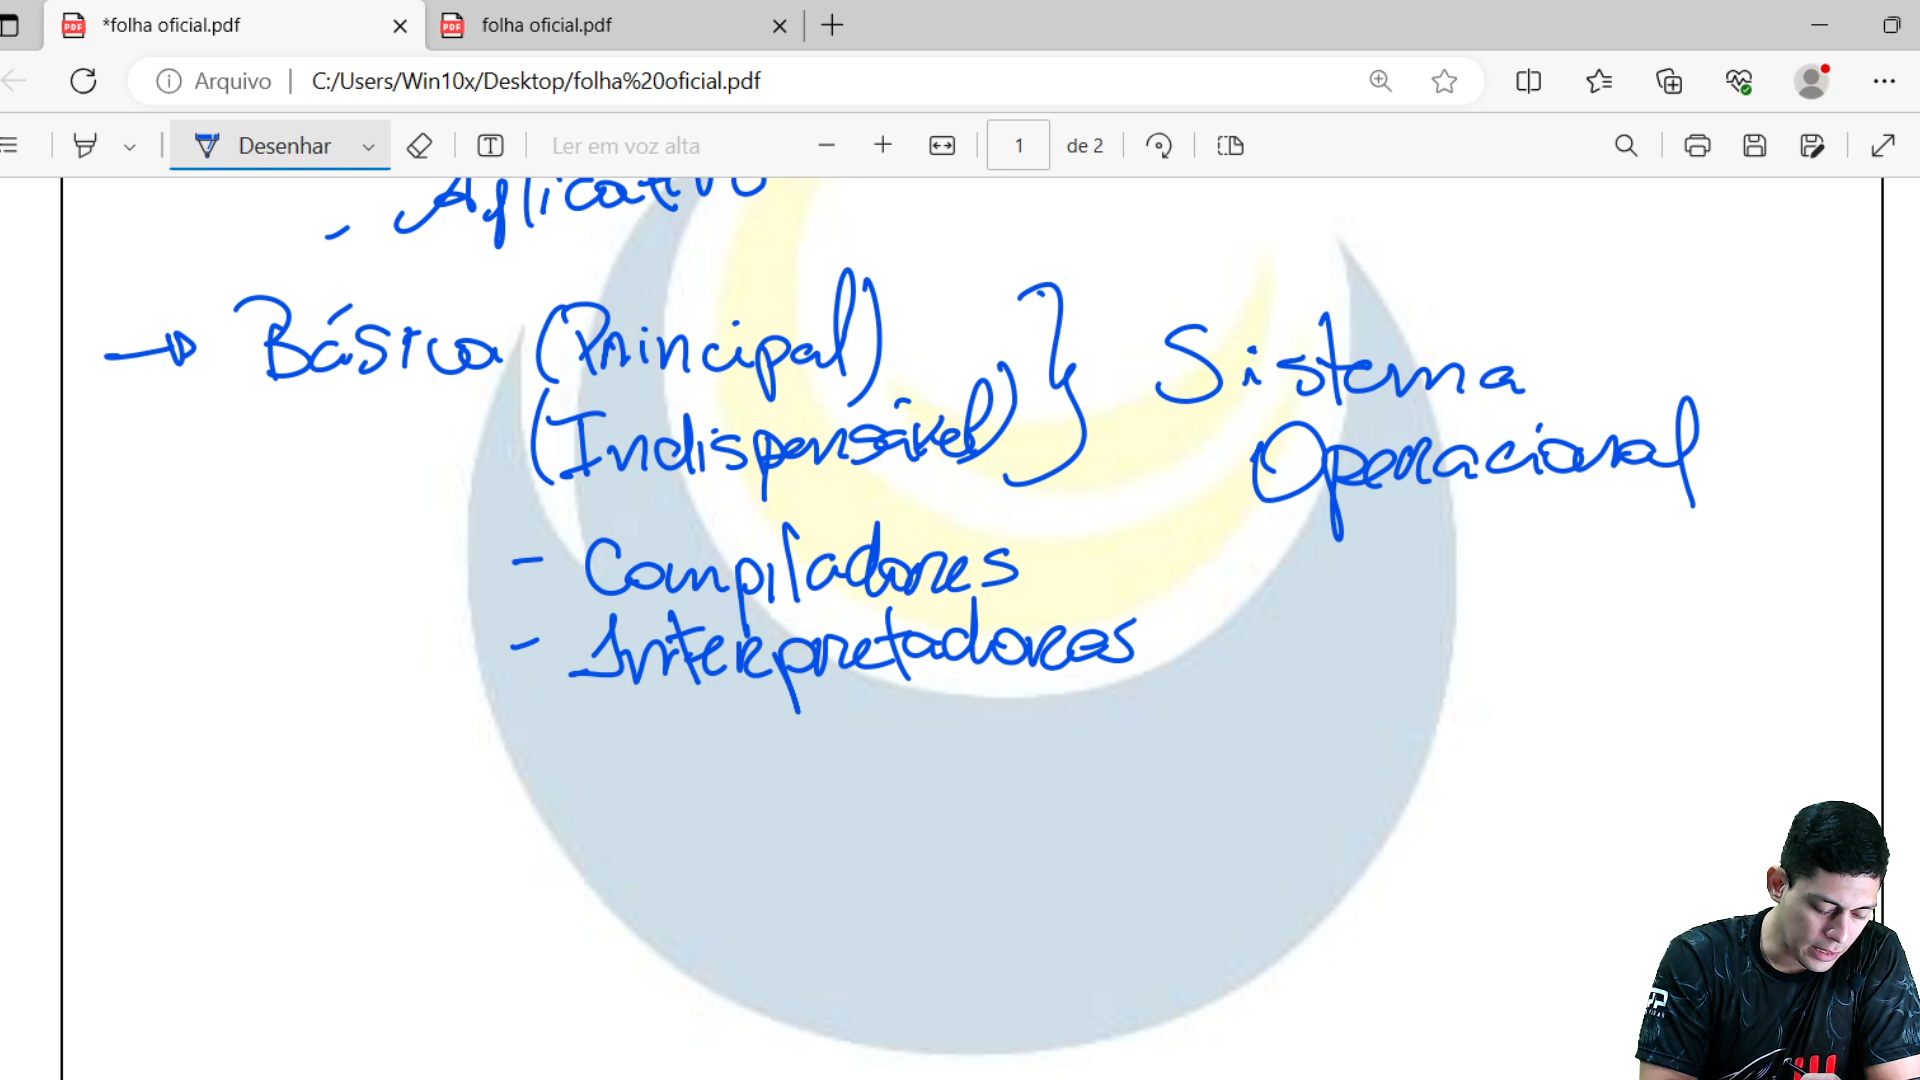 *folha oficial.pdf
folha oficial.pdf
Arquivo
C:/Users/Win10x/Desktop/folha%20oficial.pdf
Desenhar
Ler em voz alta
1
de 2
- Aplicativo
→ Básico (Principal)
(Indispensável)
} Sistema
Operacional
- Compiladores
- Interpretadores